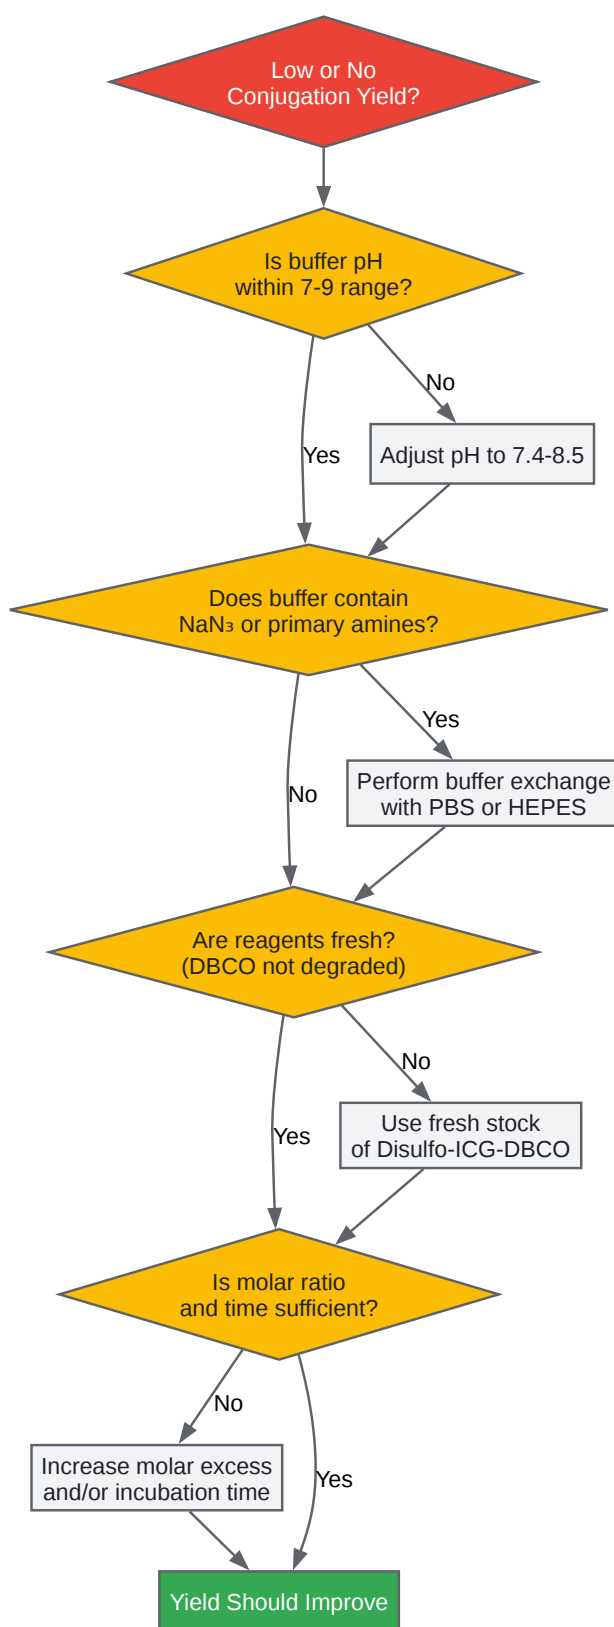 Low or No
Conjugation Yield?
Is buffer pH
within 7-9 range?
No
Yes
Adjust pH to 7.4-8.5
Does buffer contain
NaN₃ or primary amines?
Yes
No
Perform buffer exchange
with PBS or HEPES
Are reagents fresh?
(DBCO not degraded)
No
Yes
Use fresh stock
of Disulfo-ICG-DBCO
Is molar ratio
and time sufficient?
No
Yes
Increase molar excess
and/or incubation time
Yield Should Improve